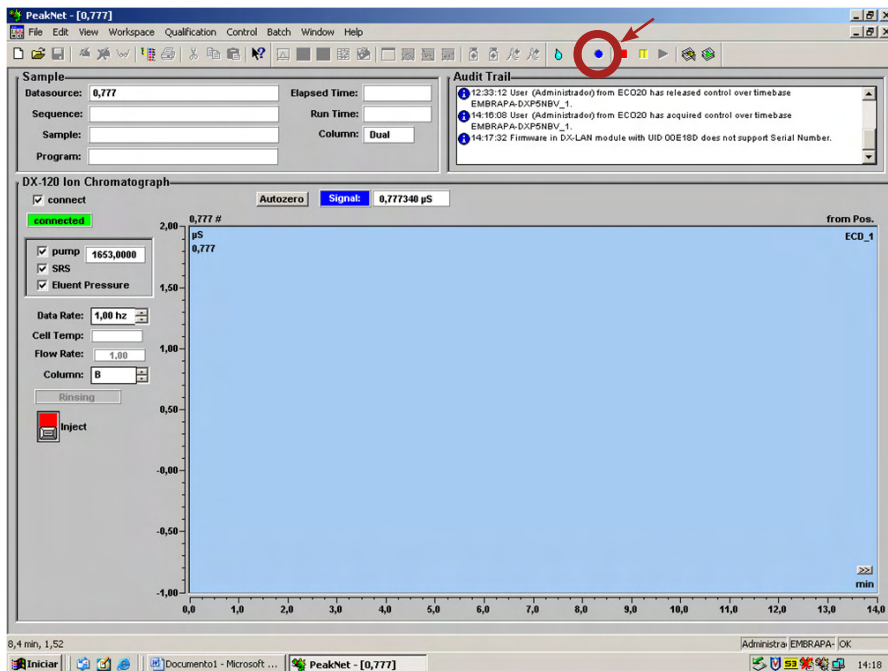 PeakNet - [0,777]
File Edit View Workspace Qualification Control Batch Window Help
Sample
Datasource: 0,777 Elapsed Time:
Sequence: Run Time:
Sample: Column: Dual
Program:
Audit Trail
12:33:12 User (Administrador) from ECO20 has released control over timebase
EMBRAPA-DXP5NBV_1.
14:16:08 User (Administrador) from ECO20 has acquired control over timebase
EMBRAPA-DXP5NBV_1.
14:17:32 Firmware in DX-LAN module with UID 00E18D does not support Serial Number.
DX-120 Ion Chromatograph
connect
Autozero Signal: 0,777340 µS
connected
0,777 # from Pos.
2,00
µS ECD_1
0,777
pump 1653,0000
SRS
Eluent Pressure
1,50
Data Rate: 1,00 hz
Cell Temp:
Flow Rate: 1,00
1,00
Column: B
Rinsing
0,50
Inject
-0,00
-0,50
>>
min
-1,00
0,0 1,0 2,0 3,0 4,0 5,0 6,0 7,0 8,0 9,0 10,0 11,0 12,0 13,0 14,0
8,4 min, 1,52 Administra EMBRAPA- OK
Iniciar Documento1 - Microsoft ... PeakNet - [0,777] 53 14:18